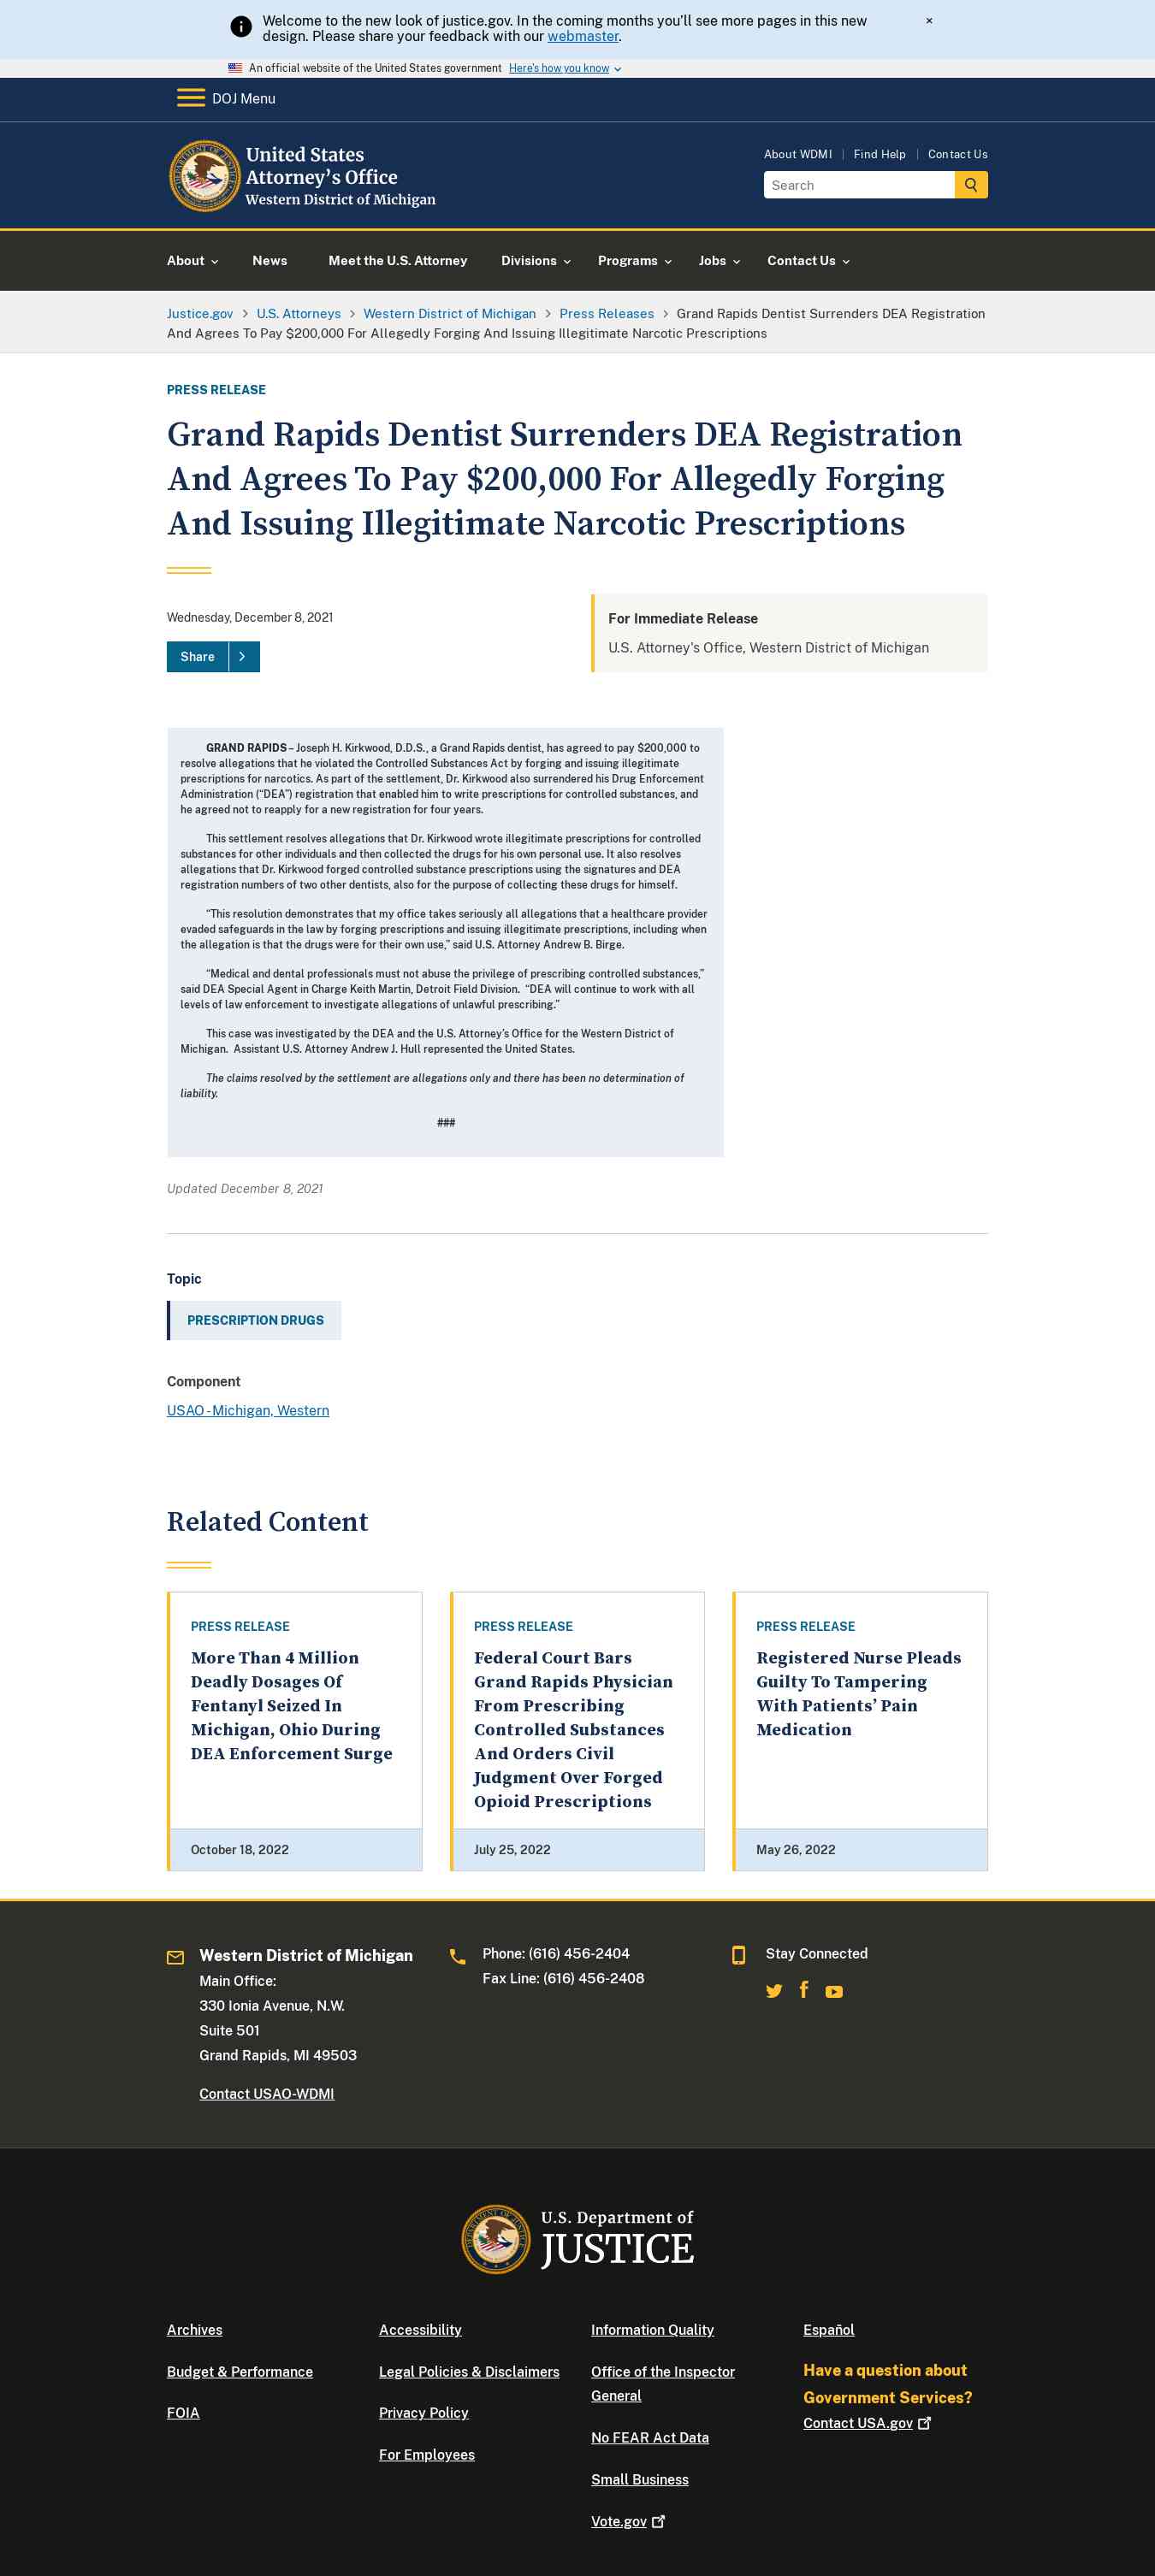 Welcome to the new look of justice.gov. In the coming months you'll see more pages in this new
design. Please share your feedback with our webmaster.
×
An official website of the United States government Here's how you know
DOJ Menu
United States
Attorney's Office
Western District of Michigan
About WDMI | Find Help | Contact Us
Search
About News Meet the U.S. Attorney Divisions Programs Jobs Contact Us
Justice.gov > U.S. Attorneys > Western District of Michigan > Press Releases > Grand Rapids Dentist Surrenders DEA Registration
And Agrees To Pay $200,000 For Allegedly Forging And Issuing Illegitimate Narcotic Prescriptions
PRESS RELEASE
Grand Rapids Dentist Surrenders DEA Registration
And Agrees To Pay $200,000 For Allegedly Forging
And Issuing Illegitimate Narcotic Prescriptions
Wednesday, December 8, 2021
Share
For Immediate Release
U.S. Attorney's Office, Western District of Michigan
GRAND RAPIDS – Joseph H. Kirkwood, D.D.S., a Grand Rapids dentist, has agreed to pay $200,000 to
resolve allegations that he violated the Controlled Substances Act by forging and issuing illegitimate
prescriptions for narcotics. As part of the settlement, Dr. Kirkwood also surrendered his Drug Enforcement
Administration (“DEA”) registration that enabled him to write prescriptions for controlled substances, and
he agreed not to reapply for a new registration for four years.
This settlement resolves allegations that Dr. Kirkwood wrote illegitimate prescriptions for controlled
substances for other individuals and then collected the drugs for his own personal use. It also resolves
allegations that Dr. Kirkwood forged controlled substance prescriptions using the signatures and DEA
registration numbers of two other dentists, also for the purpose of collecting these drugs for himself.
“This resolution demonstrates that my office takes seriously all allegations that a healthcare provider
evaded safeguards in the law by forging prescriptions and issuing illegitimate prescriptions, including when
the allegation is that the drugs were for their own use,” said U.S. Attorney Andrew B. Birge.
“Medical and dental professionals must not abuse the privilege of prescribing controlled substances,”
said DEA Special Agent in Charge Keith Martin, Detroit Field Division. “DEA will continue to work with all
levels of law enforcement to investigate allegations of unlawful prescribing.”
This case was investigated by the DEA and the U.S. Attorney's Office for the Western District of
Michigan. Assistant U.S. Attorney Andrew J. Hull represented the United States.
The claims resolved by the settlement are allegations only and there has been no determination of
liability.
###
Updated December 8, 2021
Topic
PRESCRIPTION DRUGS
Component
USAO - Michigan, Western
Related Content
PRESS RELEASE
More Than 4 Million
Deadly Dosages Of
Fentanyl Seized In
Michigan, Ohio During
DEA Enforcement Surge
October 18, 2022
PRESS RELEASE
Federal Court Bars
Grand Rapids Physician
From Prescribing
Controlled Substances
And Orders Civil
Judgment Over Forged
Opioid Prescriptions
July 25, 2022
PRESS RELEASE
Registered Nurse Pleads
Guilty To Tampering
With Patients’ Pain
Medication
May 26, 2022
Western District of Michigan
Main Office:
330 Ionia Avenue, N.W.
Suite 501
Grand Rapids, MI 49503
Contact USAO-WDMI
Phone: (616) 456-2404
Fax Line: (616) 456-2408
Stay Connected
U.S. Department of
JUSTICE
Archives
Budget & Performance
FOIA
Accessibility
Legal Policies & Disclaimers
Privacy Policy
For Employees
Information Quality
Office of the Inspector
General
No FEAR Act Data
Small Business
Vote.gov
Español
Have a question about
Government Services?
Contact USA.gov